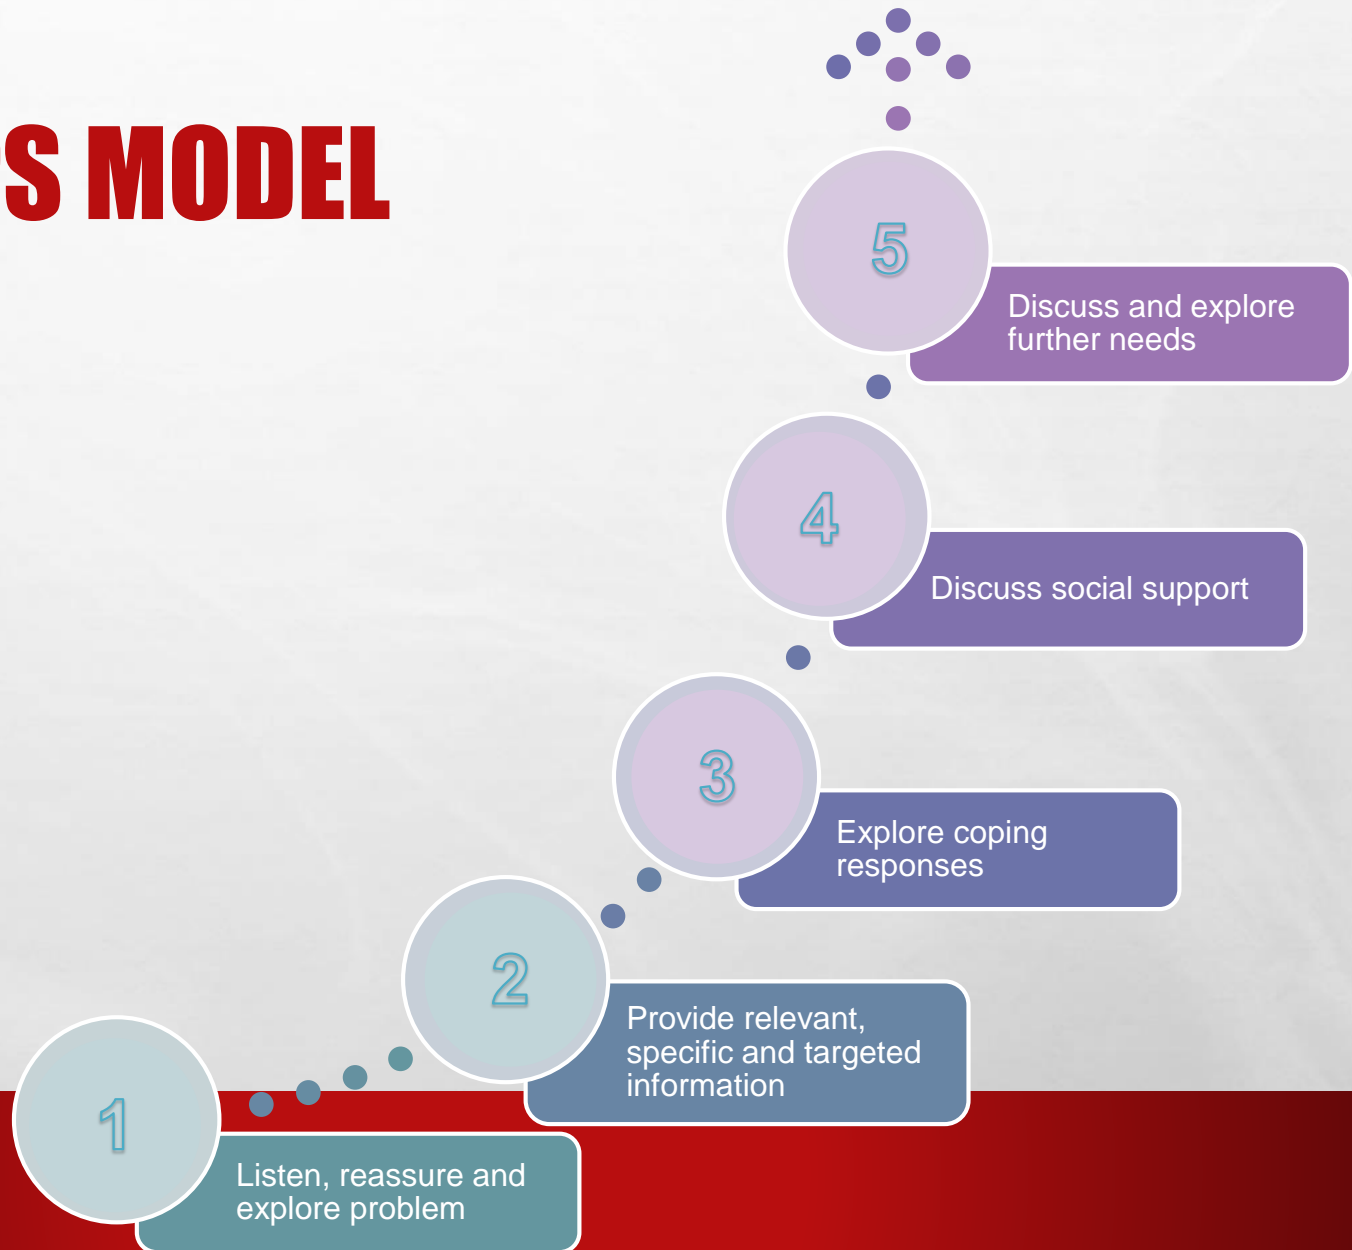 S MODEL
5
Discuss and explore
further needs
4
Discuss social support
3
Explore coping
responses
2
Provide relevant,
specific and targeted
information
1
Listen, reassure and
explore problem